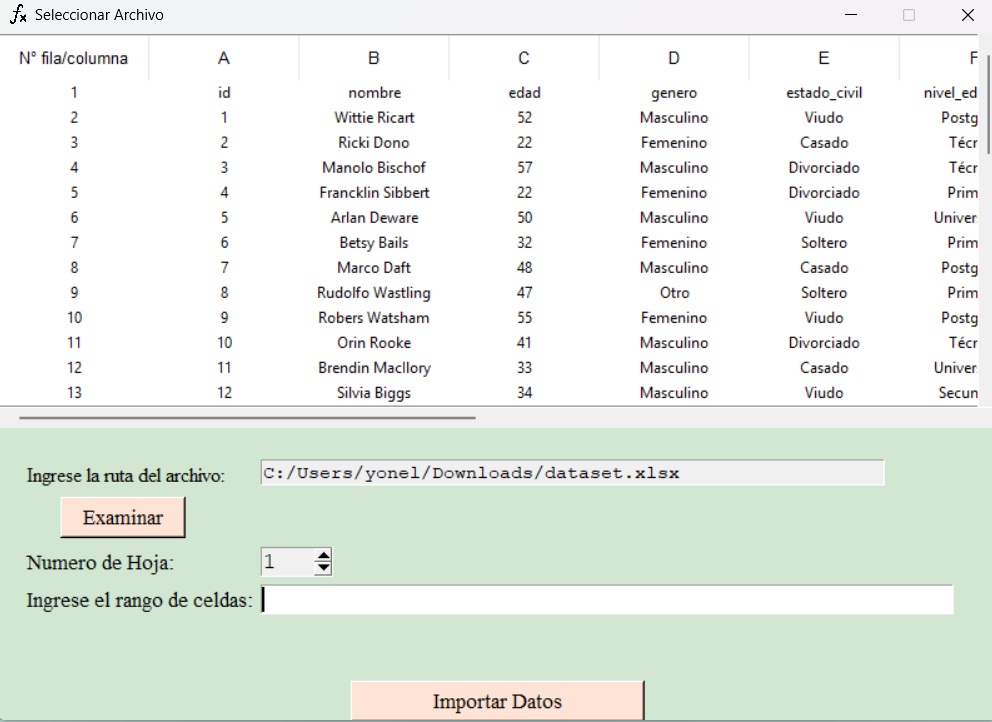 fx Seleccionar Archivo
N° fila/columna A B C D E F
1 id nombre edad genero estado_civil nivel_ed
2 1 Wittie Ricart 52 Masculino Viudo Postg
3 2 Ricki Dono 22 Femenino Casado Técr
4 3 Manolo Bischof 57 Masculino Divorciado Técr
5 4 Francklin Sibbert 22 Femenino Divorciado Prim
6 5 Arlan Deware 50 Masculino Viudo Univer
7 6 Betsy Bails 32 Femenino Soltero Prim
8 7 Marco Daft 48 Masculino Casado Postg
9 8 Rudolfo Wastling 47 Otro Soltero Prim
10 9 Robers Watsham 55 Femenino Viudo Postg
11 10 Orin Rooke 41 Masculino Divorciado Técr
12 11 Brendin Macllory 33 Masculino Casado Univer
13 12 Silvia Biggs 34 Masculino Viudo Secun
Ingrese la ruta del archivo: C:/Users/yonel/Downloads/dataset.xlsx
Examinar
Numero de Hoja: 1
Ingrese el rango de celdas:
Importar Datos